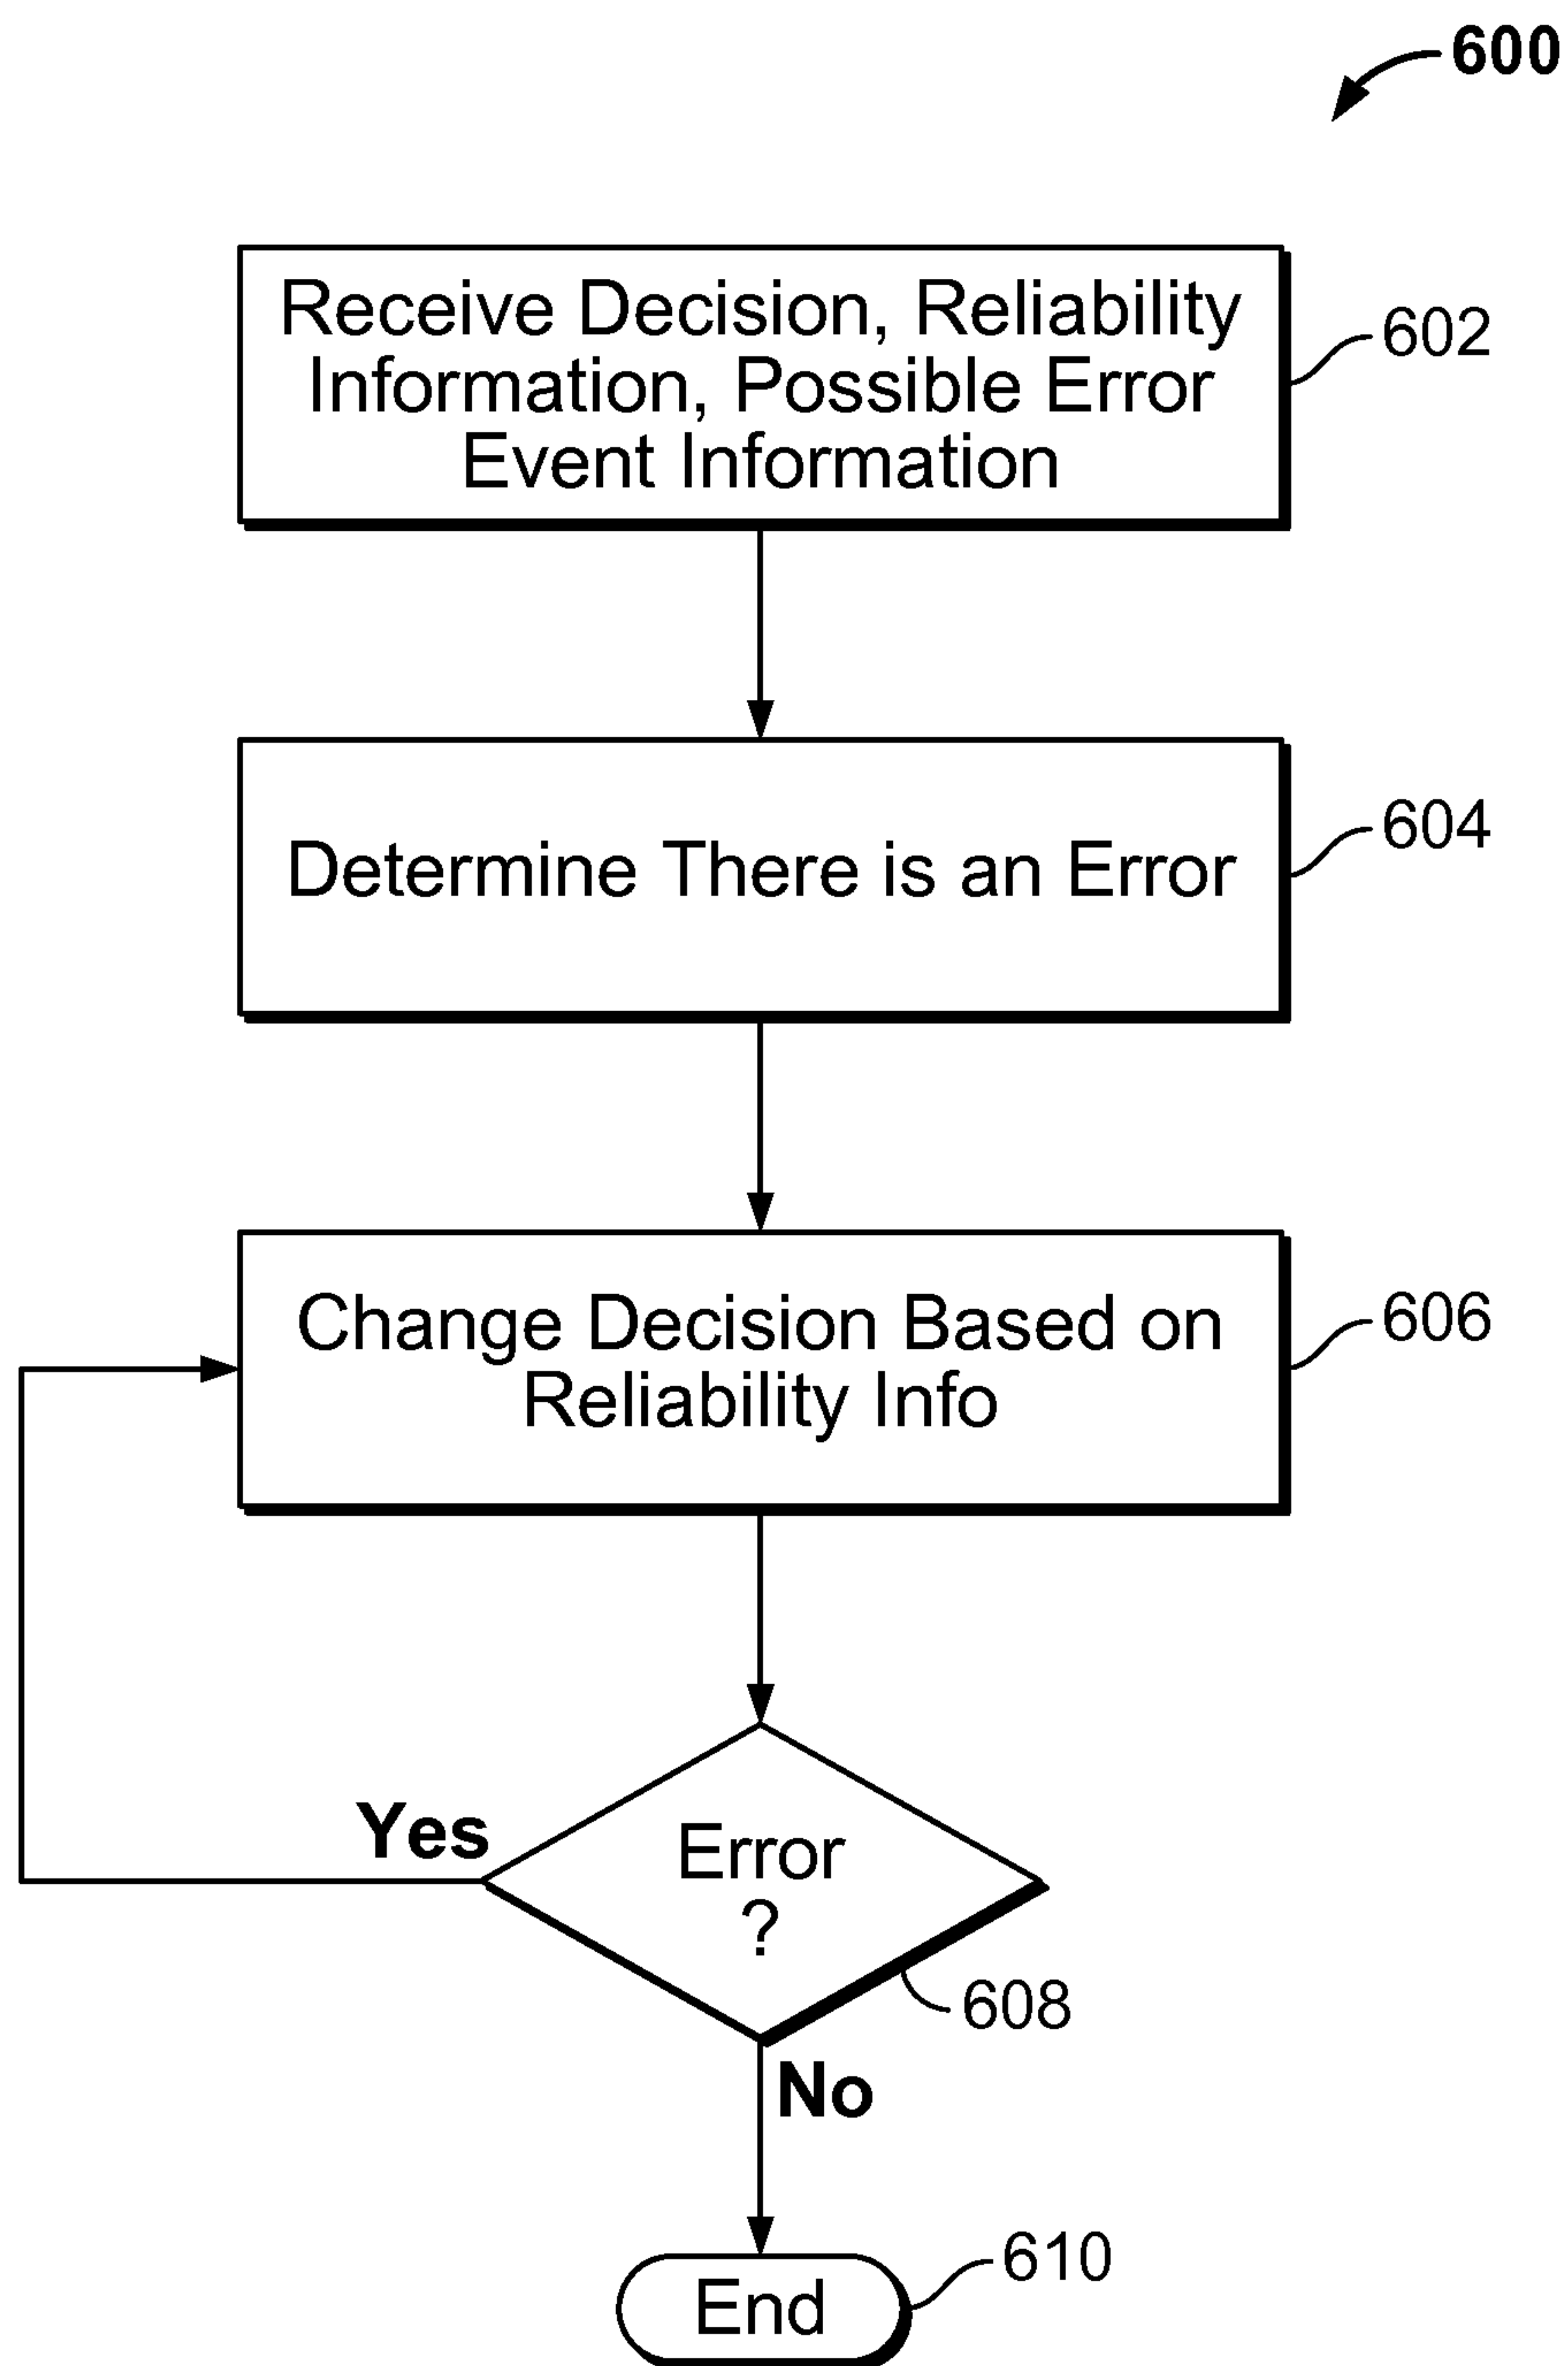 600
Receive Decision, Reliability
Information, Possible Error
Event Information
602
Determine There is an Error
604
Change Decision Based on
Reliability Info
606
Yes
Error
?
608
No
End
610